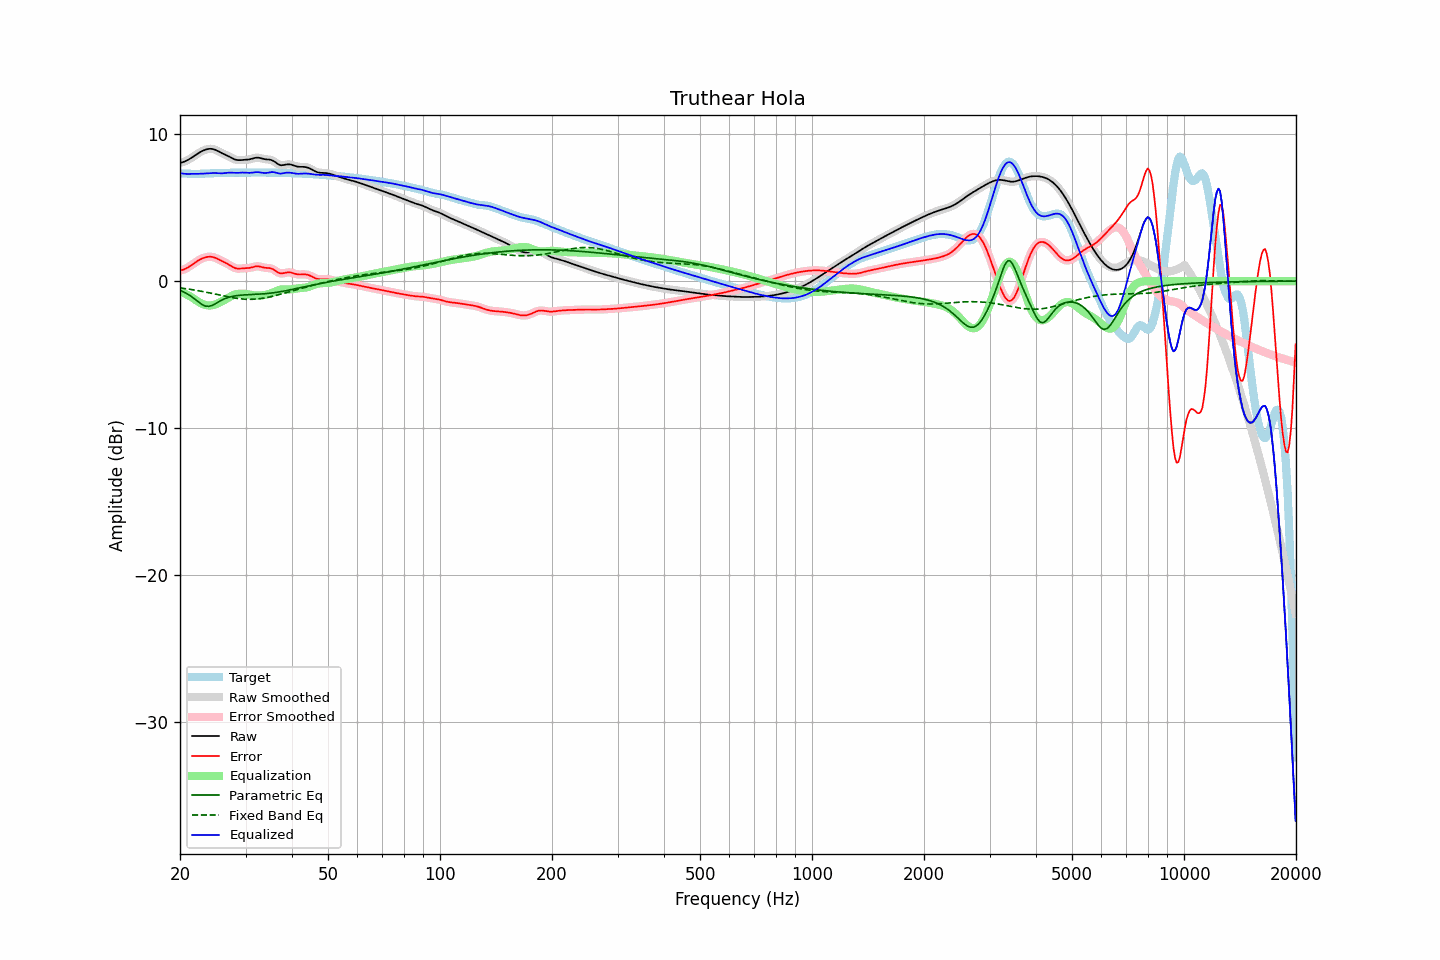 Truthear Hola
10
0
−10
−20
−30
Amplitude (dBr)
Target
Raw Smoothed
Error Smoothed
Raw
Error
Equalization
Parametric Eq
Fixed Band Eq
Equalized
20 50 100 200 500 1000 2000 5000 10000 20000
Frequency (Hz)